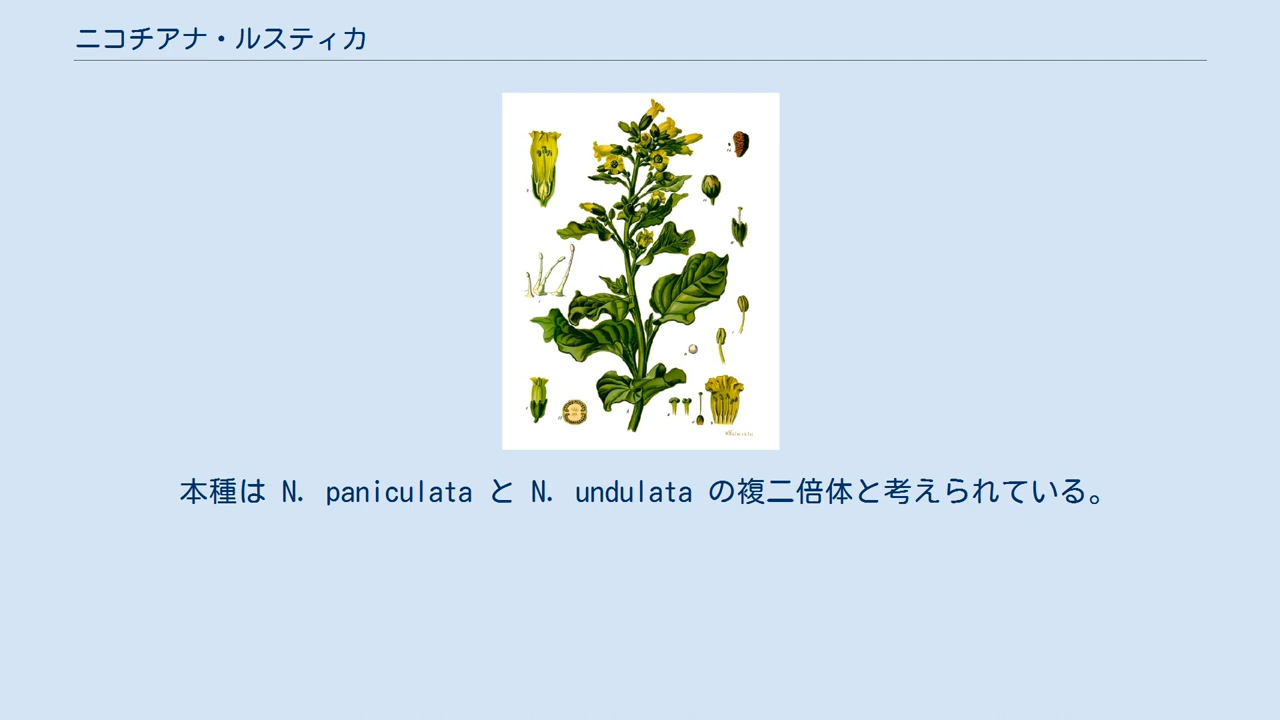 ニコチアナ・ルスティカ
本種は N. paniculata と N. undulata の複二倍体と考えられている。